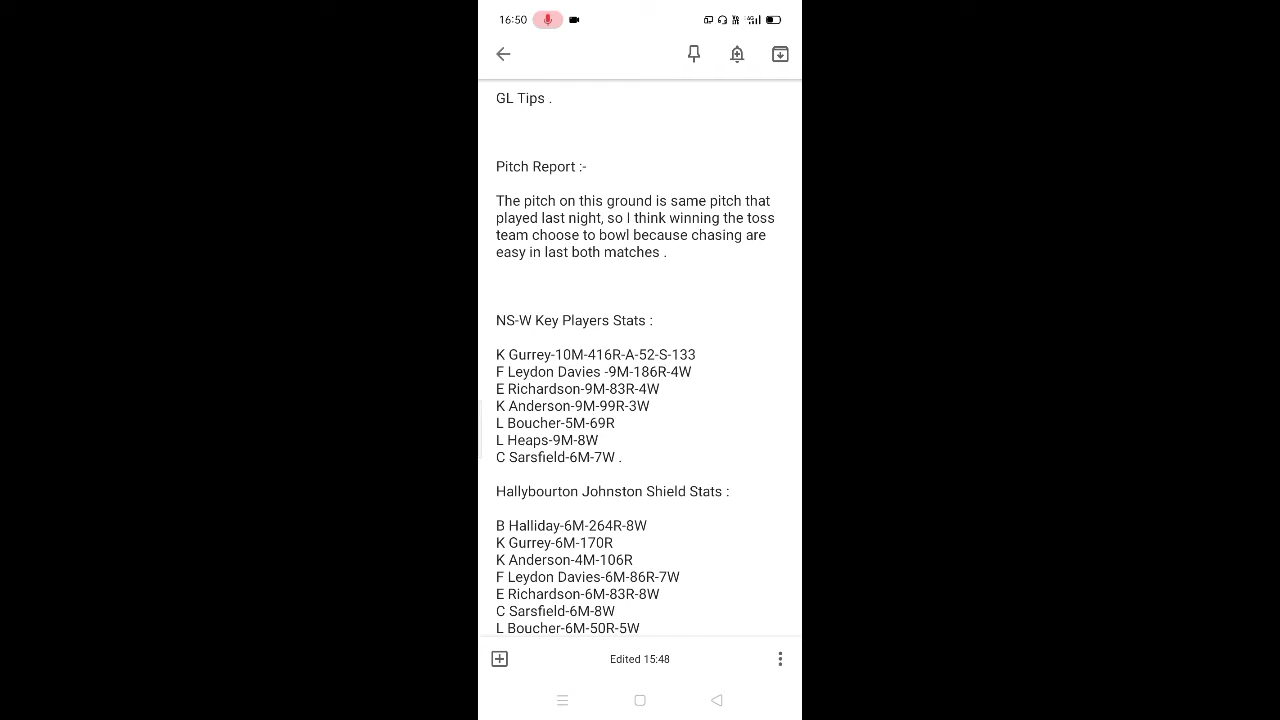 16:50
GL Tips .
Pitch Report :-
The pitch on this ground is same pitch that
played last night, so I think winning the toss
team choose to bowl because chasing are
easy in last both matches .
NS-W Key Players Stats :
K Gurrey-10M-416R-A-52-S-133
F Leydon Davies -9M-186R-4W
E Richardson-9M-83R-4W
K Anderson-9M-99R-3W
L Boucher-5M-69R
L Heaps-9M-8W
C Sarsfield-6M-7W .
Hallybourton Johnston Shield Stats :
B Halliday-6M-264R-8W
K Gurrey-6M-170R
K Anderson-4M-106R
F Leydon Davies-6M-86R-7W
E Richardson-6M-83R-8W
C Sarsfield-6M-8W
L Boucher-6M-50R-5W
Edited 15:48